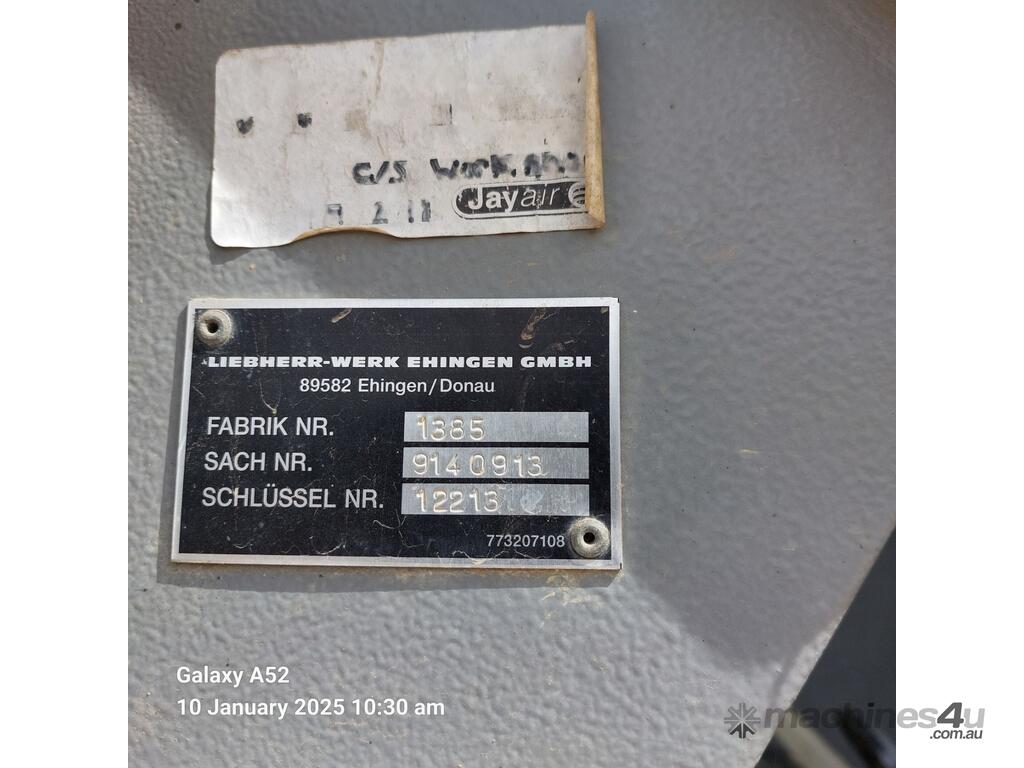 c/s
Jayair
LIEBHERR-WERK EHINGEN GMBH
89582 Ehingen/Donau
FABRIK NR. 1385
SACH NR. 9140913
SCHLÜSSEL NR. 12213
773207108
Galaxy A52
10 January 2025 10:30 am
machines4u
.com.au